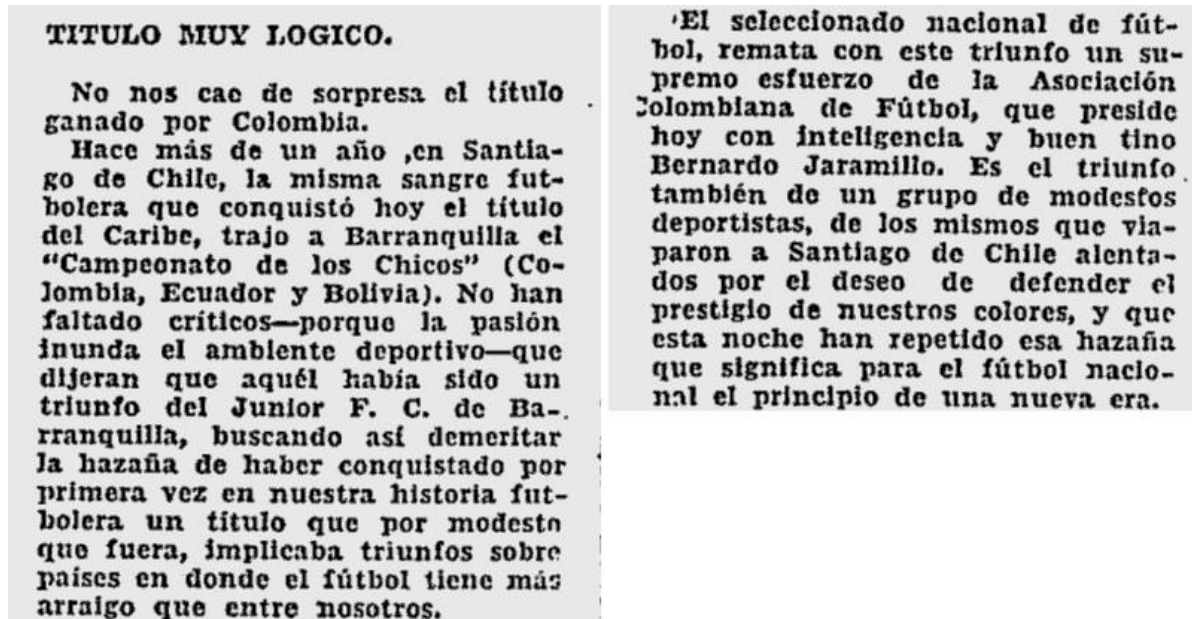 TITULO MUY LOGICO.
No nos cae de sorpresa el título
ganado por Colombia.
Hace más de un año ,en Santia-
go de Chile, la misma sangre fut-
bolera que conquistó hoy el título
del Caribe, trajo a Barranquilla el
“Campeonato de los Chicos” (Co-
lombia, Ecuador y Bolivia). No han
faltado críticos—porque la pasión
inunda el ambiente deportivo—que
dijeran que aquél había sido un
triunfo del Junior F. C. de Ba-
rranquilla, buscando así demeritar
la hazaña de haber conquistado por
primera vez en nuestra historia fut-
bolera un título que por modesto
que fuera, implicaba triunfos sobre
países en donde el fútbol tiene más
arraigo que entre nosotros.
El seleccionado nacional de fút-
bol, remata con este triunfo un su-
premo esfuerzo de la Asociación
Colombiana de Fútbol, que preside
hoy con inteligencia y buen tino
Bernardo Jaramillo. Es el triunfo
también de un grupo de modestos
deportistas, de los mismos que via-
paron a Santiago de Chile alenta-
dos por el deseo de defender el
prestigio de nuestros colores, y que
esta noche han repetido esa hazaña
que significa para el fútbol nacio-
nal el principio de una nueva era.